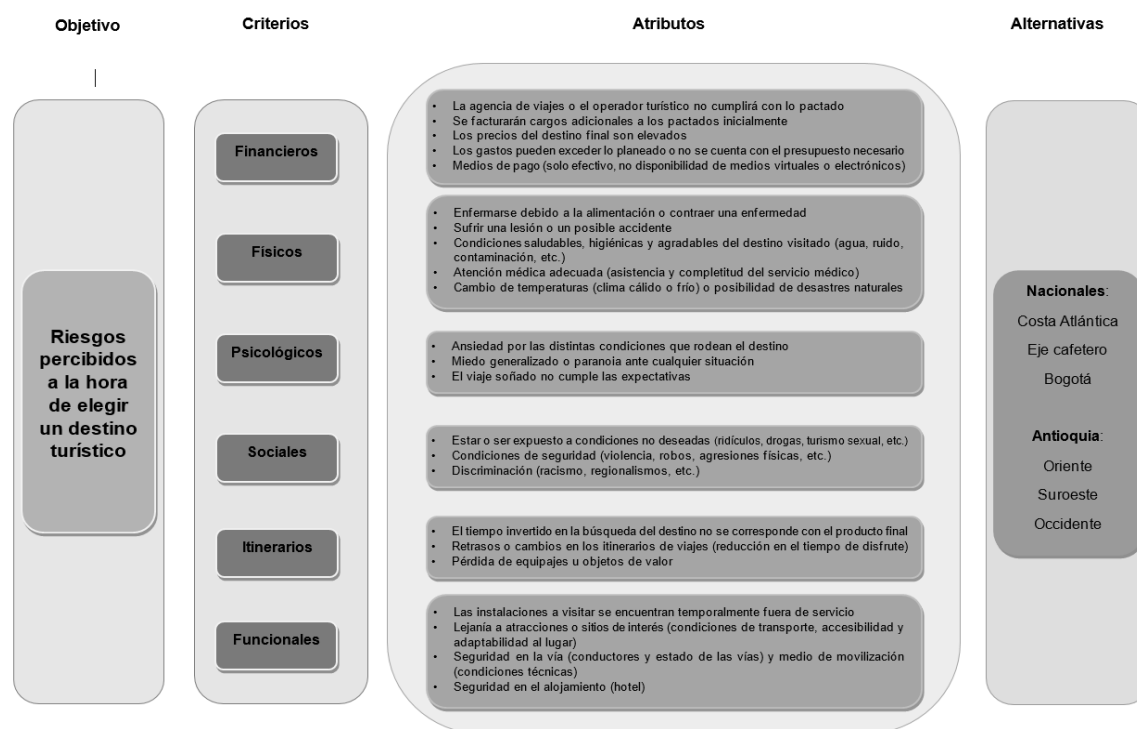 Objetivo
Criterios
Atributos
Alternativas
Riesgos
percibidos
a la hora
de elegir
un destino
turístico
Financieros
Físicos
Psicológicos
Sociales
Itinerarios
Funcionales
• La agencia de viajes o el operador turístico no cumplirá con lo pactado
• Se facturarán cargos adicionales a los pactados inicialmente
• Los precios del destino final son elevados
• Los gastos pueden exceder lo planeado o no se cuenta con el presupuesto necesario
• Medios de pago (solo efectivo, no disponibilidad de medios virtuales o electrónicos)
• Enfermarse debido a la alimentación o contraer una enfermedad
• Sufrir una lesión o un posible accidente
• Condiciones saludables, higiénicas y agradables del destino visitado (agua, ruido,
contaminación, etc.)
• Atención médica adecuada (asistencia y completitud del servicio médico)
• Cambio de temperaturas (clima cálido o frío) o posibilidad de desastres naturales
• Ansiedad por las distintas condiciones que rodean el destino
• Miedo generalizado o paranoia ante cualquier situación
• El viaje soñado no cumple las expectativas
• Estar o ser expuesto a condiciones no deseadas (ridículos, drogas, turismo sexual, etc.)
• Condiciones de seguridad (violencia, robos, agresiones físicas, etc.)
• Discriminación (racismo, regionalismos, etc.)
• El tiempo invertido en la búsqueda del destino no se corresponde con el producto final
• Retrasos o cambios en los itinerarios de viajes (reducción en el tiempo de disfrute)
• Pérdida de equipajes u objetos de valor
• Las instalaciones a visitar se encuentran temporalmente fuera de servicio
• Lejanía a atracciones o sitios de interés (condiciones de transporte, accesibilidad y
adaptabilidad al lugar)
• Seguridad en la vía (conductores y estado de las vías) y medio de movilización
(condiciones técnicas)
• Seguridad en el alojamiento (hotel)
Nacionales:
Costa Atlántica
Eje cafetero
Bogotá
Antioquia:
Oriente
Suroeste
Occidente